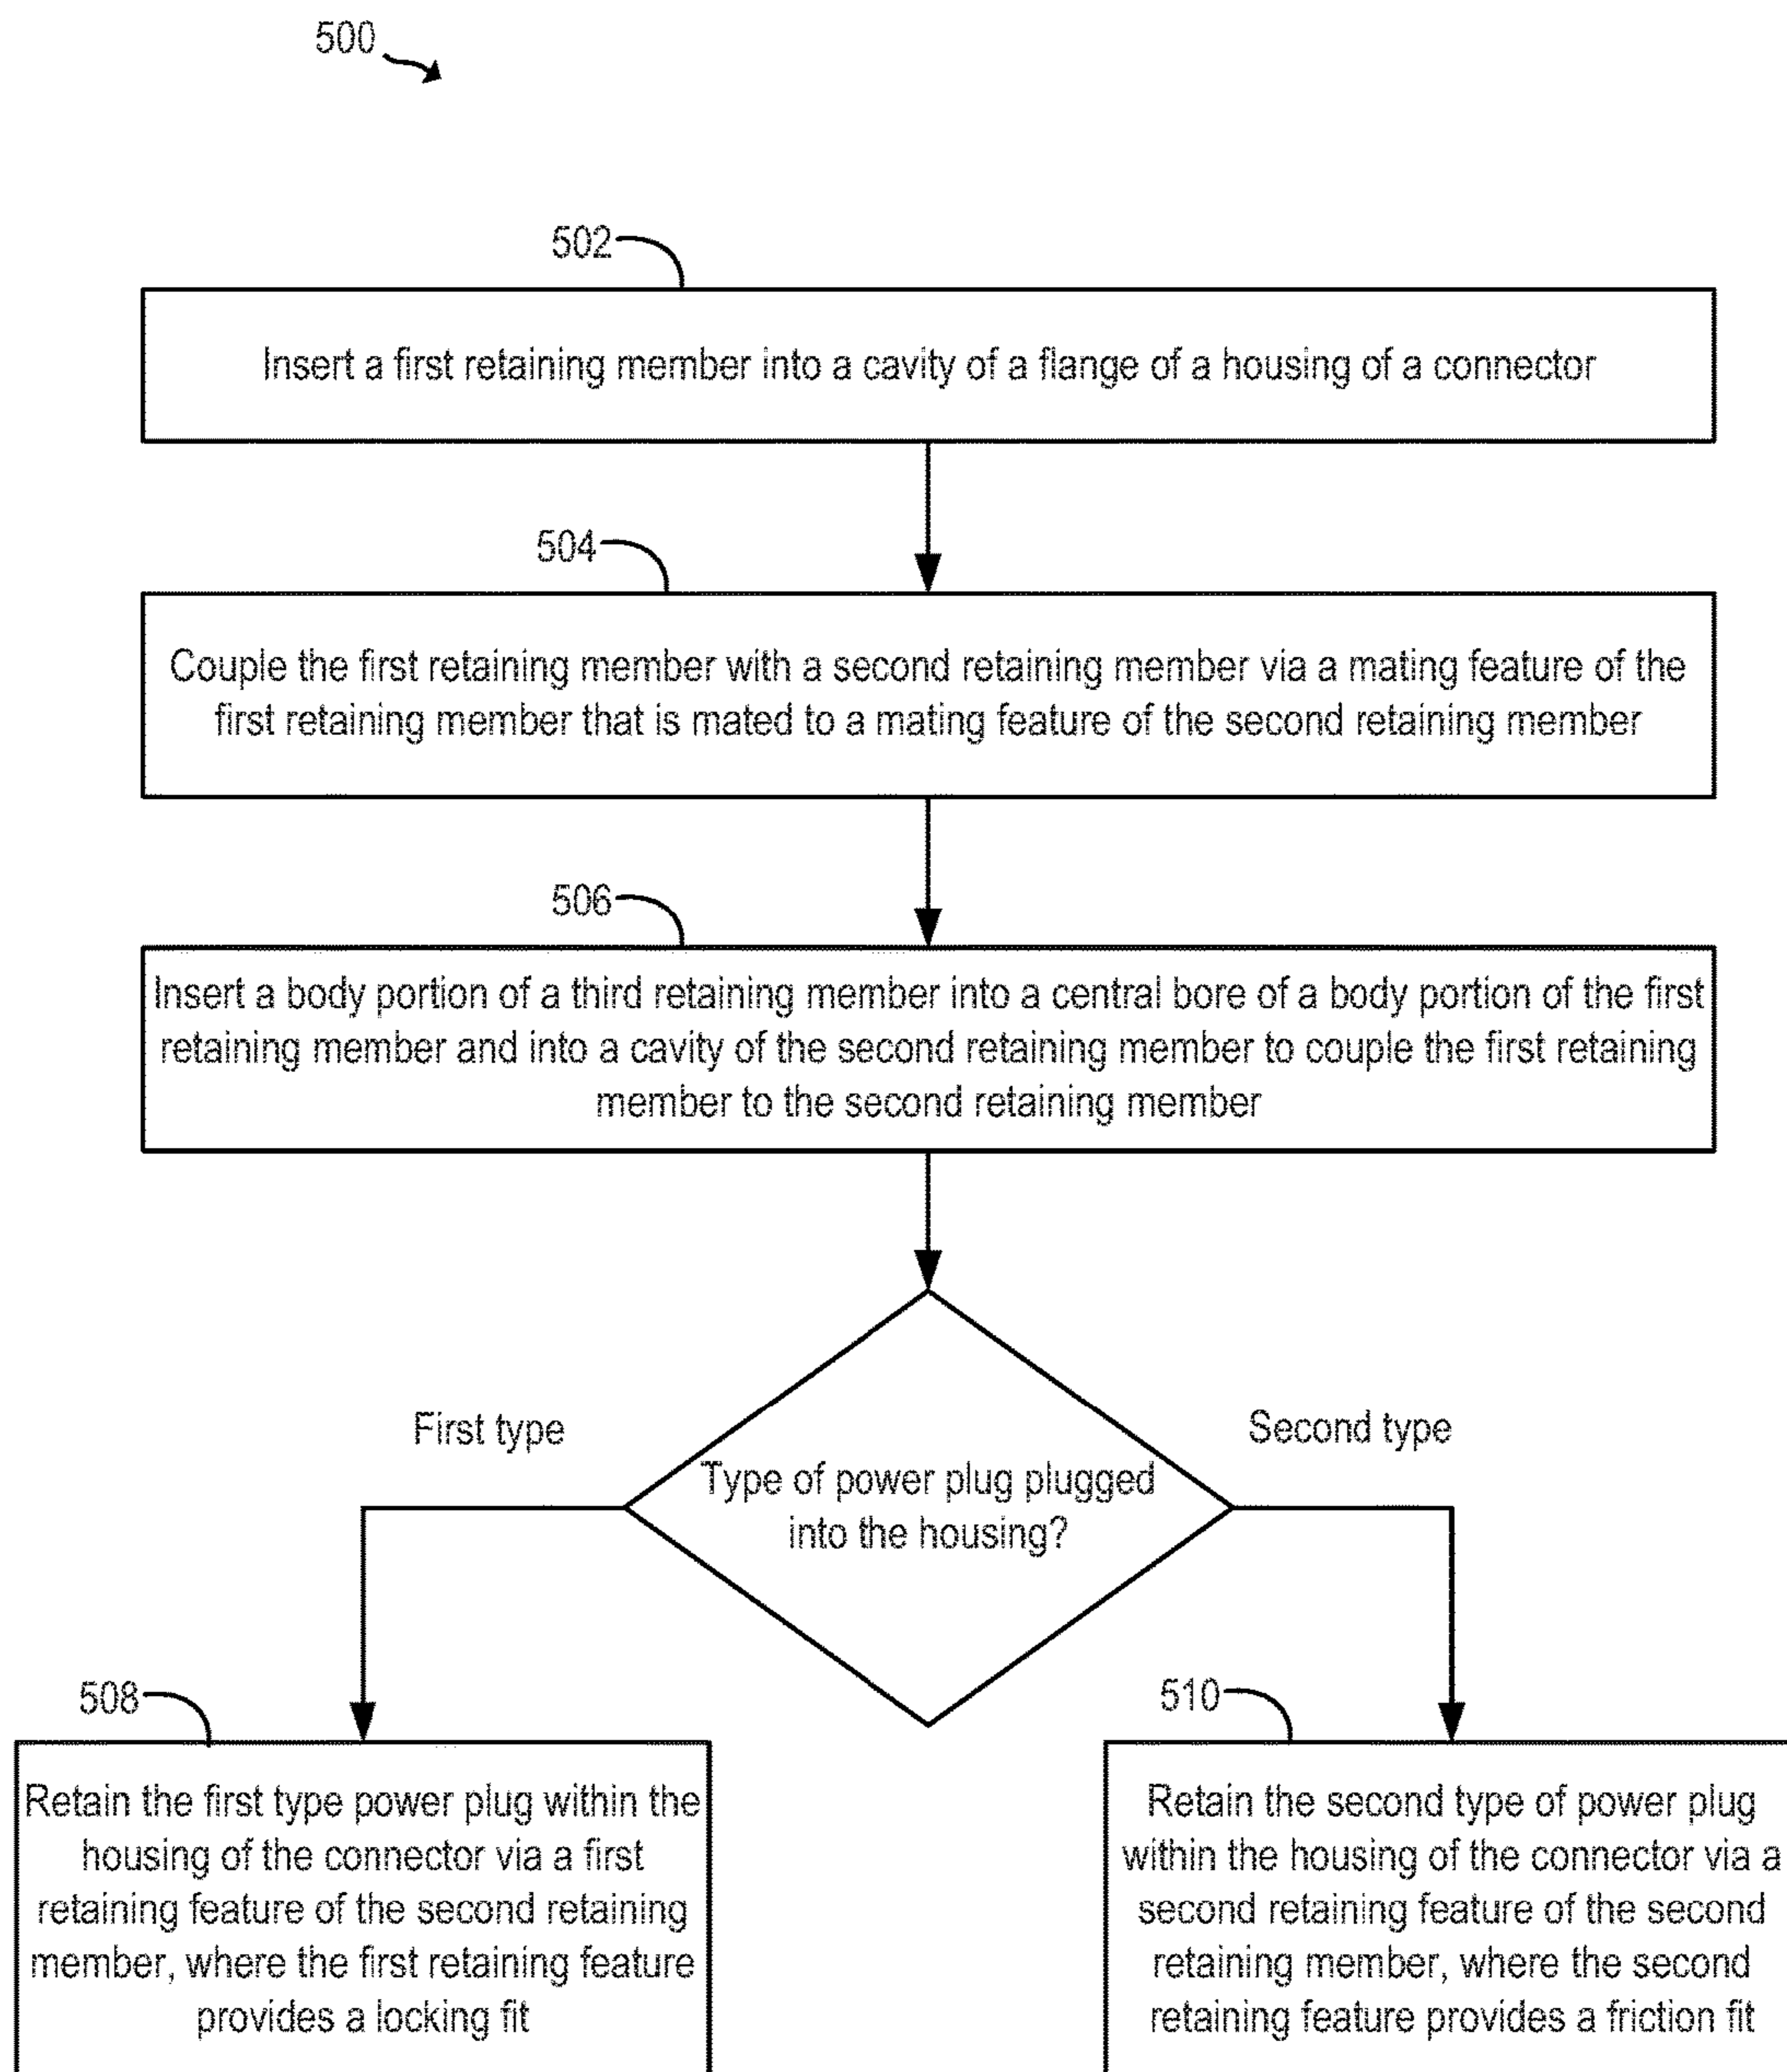 500
502
Insert a first retaining member into a cavity of a flange of a housing of a connector
504
Couple the first retaining member with a second retaining member via a mating feature of the
first retaining member that is mated to a mating feature of the second retaining member
506
Insert a body portion of a third retaining member into a central bore of a body portion of the first
retaining member and into a cavity of the second retaining member to couple the first retaining
member to the second retaining member
First type
Second type
Type of power plug plugged
into the housing?
508
Retain the first type power plug within the
housing of the connector via a first
retaining feature of the second retaining
member, where the first retaining feature
provides a locking fit
510
Retain the second type of power plug
within the housing of the connector via a
second retaining feature of the second
retaining member, where the second
retaining feature provides a friction fit